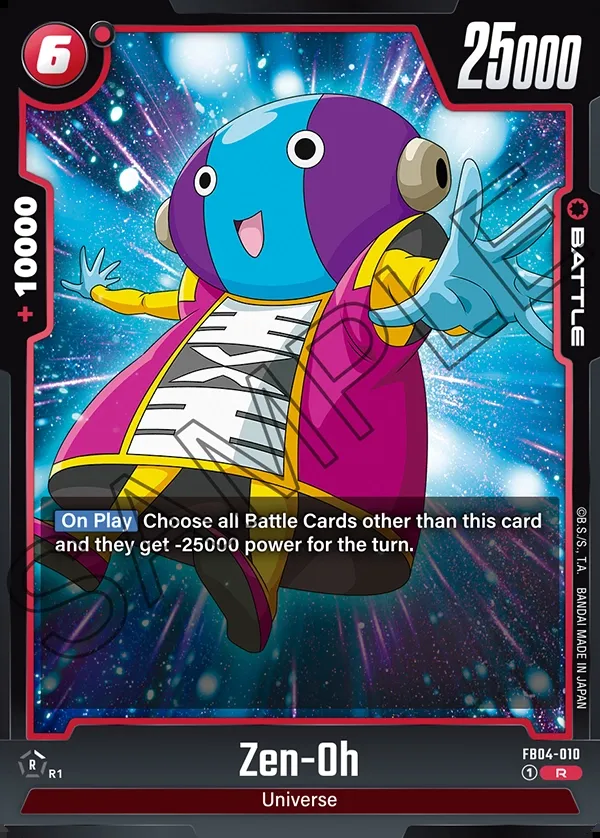 6
25000
+ 10000
BATTLE
On Play Choose all Battle Cards other than this card
and they get -25000 power for the turn.
SAMPLE
©B.S./S., T.A. BANDAI MADE IN JAPAN
R
R1
Zen-Oh
FB04-010
1 R
Universe